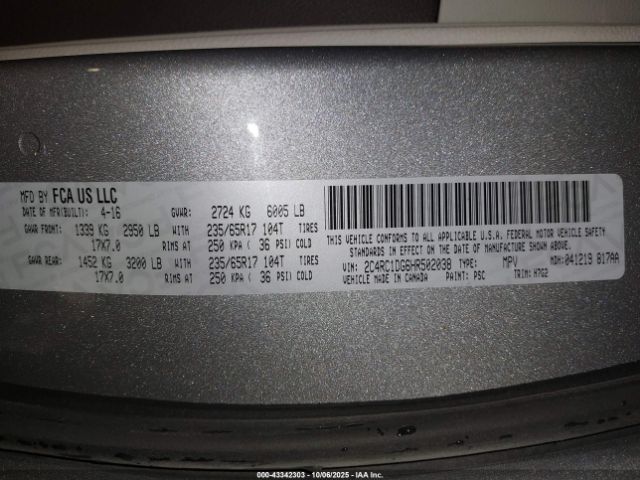 MFD BY FCA US LLC
DATE OF MFR(BUILT): 4-16 GVWR: 2724 KG 6005 LB
GAWR FRONT: 1339 KG 2950 LB WITH 235/65R17 104T TIRES
17X7.0 RIMS AT 250 KPA ( 36 PSI) COLD
GAWR REAR: 1452 KG 3200 LB WITH 235/65R17 104T TIRES
17X7.0 RIMS AT 250 KPA ( 36 PSI) COLD
THIS VEHICLE CONFORMS TO ALL APPLICABLE U.S.A. FEDERAL MOTOR VEHICLE SAFETY
STANDARDS IN EFFECT ON THE DATE OF MANUFACTURE SHOWN ABOVE.
VIN: 2C4RC1DG6HR502038 TYPE: MPV MDH: 041219 817AA
VEHICLE MADE IN CANADA PAINT: PSC TRIM: H7G2
000-43342303 | 10/06/2025 | IAA Inc.